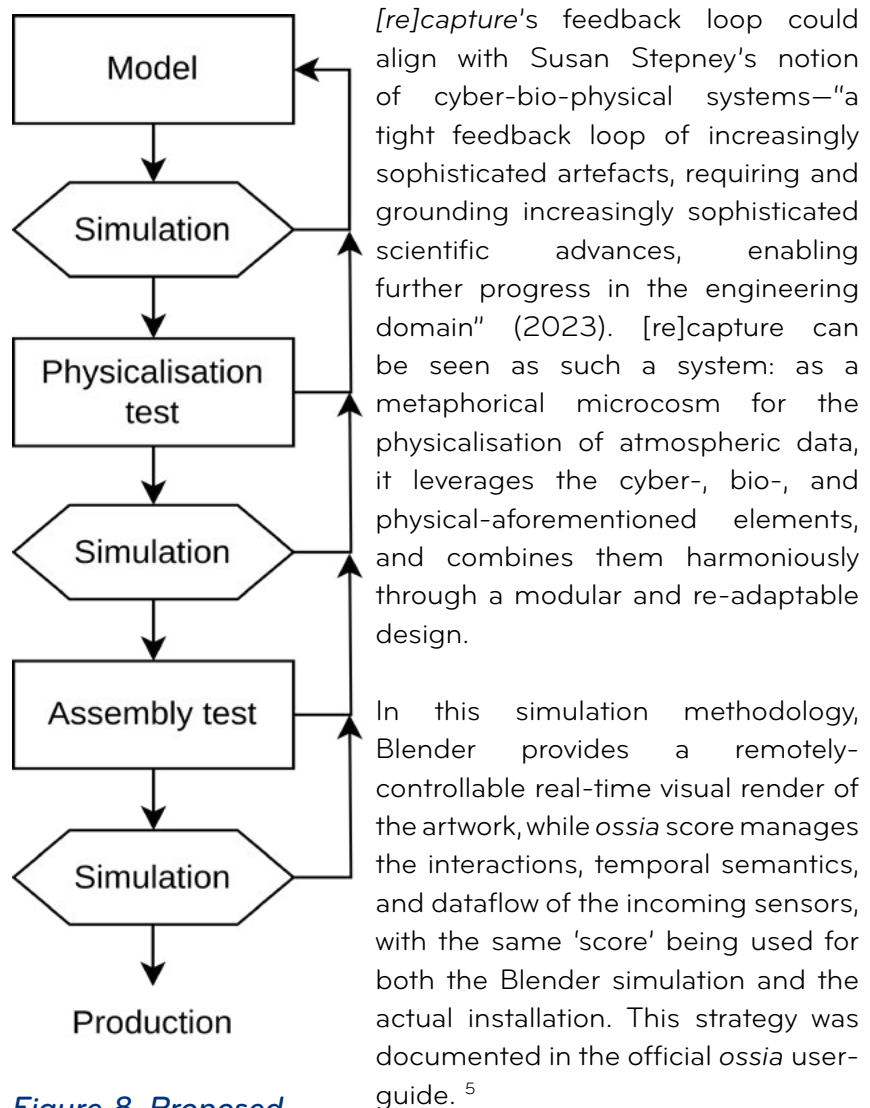 Model
Simulation
Physicalisation
test
Simulation
Assembly test
Simulation
Production
Figure 8. Proposed
[re]capture's feedback loop could
align with Susan Stepney's notion
of cyber-bio-physical systems—"a
tight feedback loop of increasingly
sophisticated artefacts, requiring and
grounding increasingly sophisticated
scientific advances, enabling
further progress in the engineering
domain" (2023). [re]capture can
be seen as such a system: as a
metaphorical microcosm for the
physicalisation of atmospheric data,
it leverages the cyber-, bio-, and
physical-aforementioned elements,
and combines them harmoniously
through a modular and re-adaptable
design.
In this simulation methodology,
Blender provides a remotely-
controllable real-time visual render of
the artwork, while ossia score manages
the interactions, temporal semantics,
and dataflow of the incoming sensors,
with the same 'score' being used for
both the Blender simulation and the
actual installation. This strategy was
documented in the official ossia user-
guide. 5